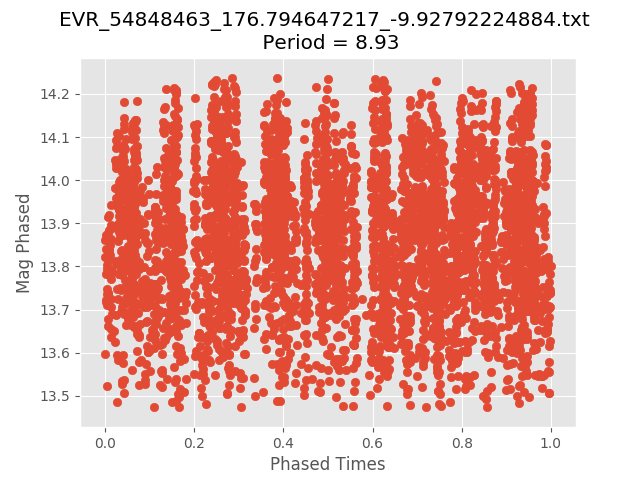 EVR_54848463_176.794647217_-9.92792224884.txt
Period = 8.93
14.2
14.1
14.0
13.9
13.8
13.7
13.6
13.5
Mag Phased
0.0 0.2 0.4 0.6 0.8 1.0
Phased Times